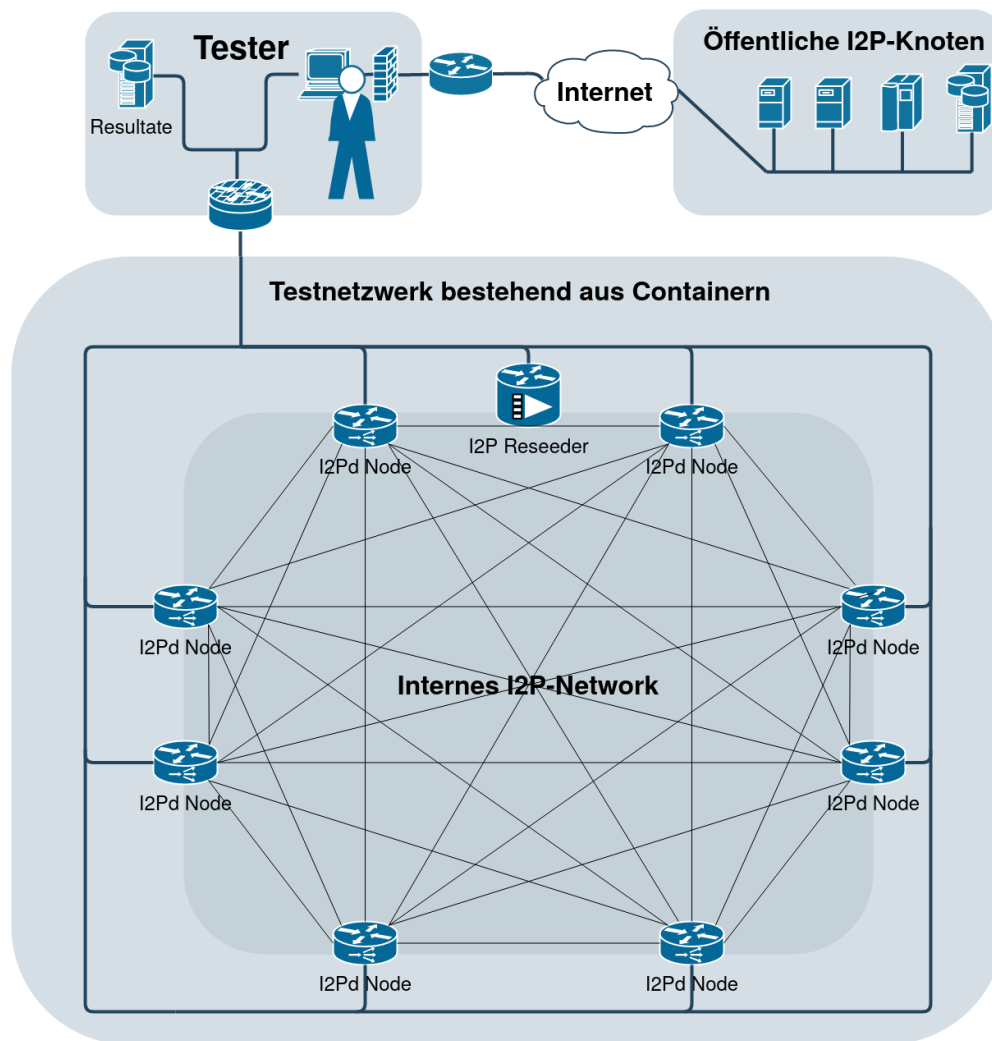 Tester
Öffentliche I2P-Knoten
Internet
Resultate
Testnetzwerk bestehend aus Containern
I2P Reseeder
I2Pd Node
I2Pd Node
I2Pd Node
I2Pd Node
Internes I2P-Network
I2Pd Node
I2Pd Node
I2Pd Node
I2Pd Node